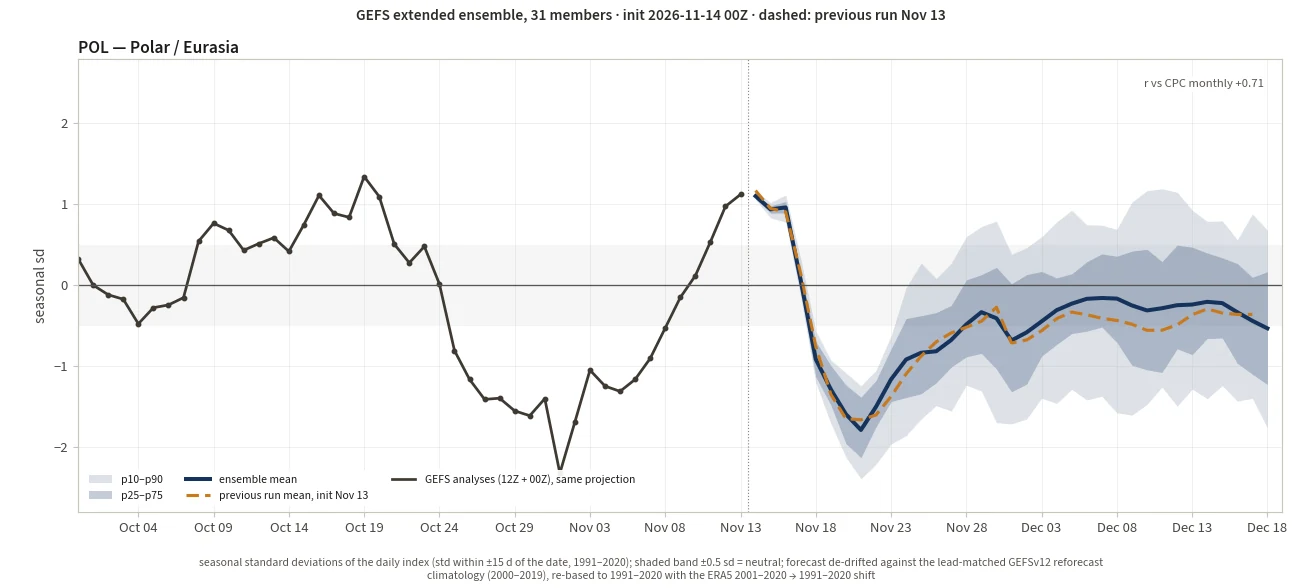 GEFS extended ensemble, 31 members · init 2026-11-14 00Z · dashed: previous run Nov 13
POL — Polar / Eurasia
r vs CPC monthly +0.71
seasonal sd
2
1
0
−1
−2
p10–p90
ensemble mean
GEFS analyses (12Z + 00Z), same projection
p25–p75
previous run mean, init Nov 13
Oct 04
Oct 09
Oct 14
Oct 19
Oct 24
Oct 29
Nov 03
Nov 08
Nov 13
Nov 18
Nov 23
Nov 28
Dec 03
Dec 08
Dec 13
Dec 18
seasonal standard deviations of the daily index (std within ±15 d of the date, 1991–2020); shaded band ±0.5 sd = neutral; forecast de-drifted against the lead-matched GEFSv12 reforecast
climatology (2000–2019), re-based to 1991–2020 with the ERA5 2001–2020 → 1991–2020 shift